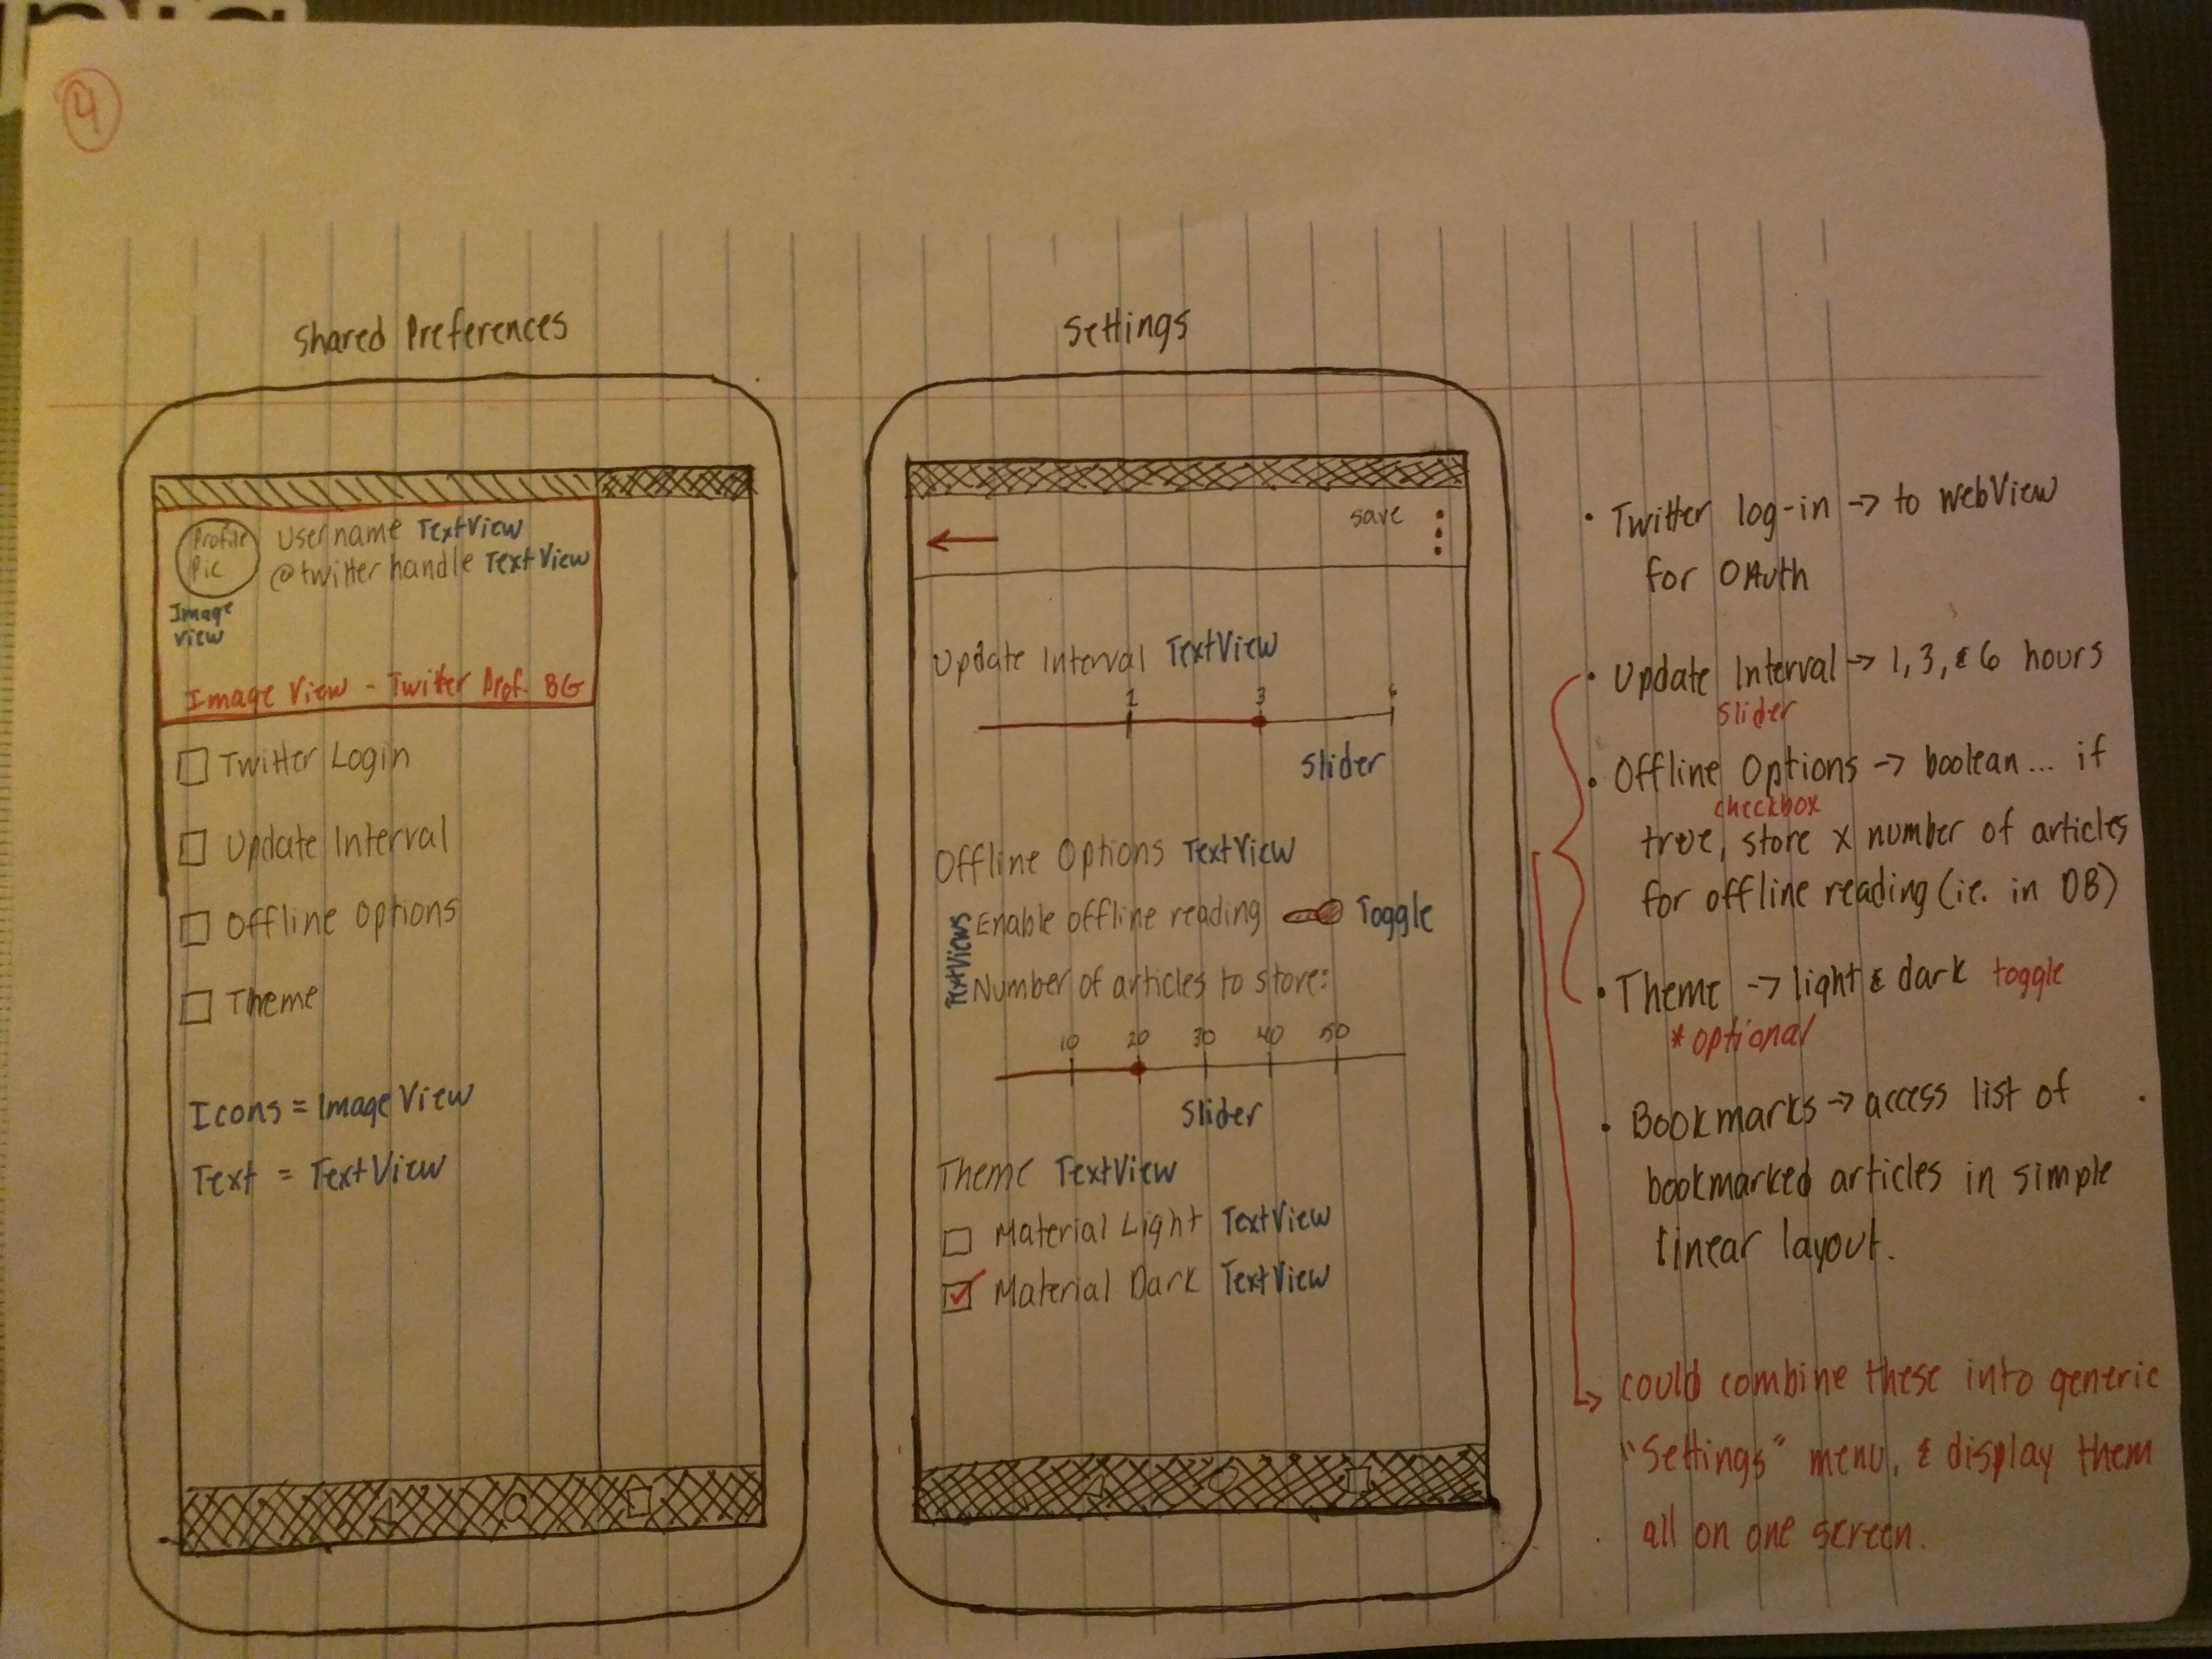 4
Shared Preferences
Profile
Pic
Username TextView
@twitter handle TextView
Image
View
Image View - Twitter Prof. BG
Twitter Login
Update Interval
Offline Options
Theme
Icons = ImageView
Text = TextView
Settings
save
Update Interval TextView
1 3 6
Slider
Offline Options TextView
TextViews
Enable offline reading Toggle
Number of articles to store:
10 20 30 40 50
Slider
Theme TextView
Material Light TextView
Material Dark TextView
• Twitter log-in → to WebView
for OAuth
• Update Interval → 1, 3, & 6 hours
slider
• Offline Options → boolean... if
checkbox
true, store x number of articles
for offline reading (ie. in DB)
• Theme → light & dark toggle
* optional
• Bookmarks → access list of
bookmarked articles in simple
linear layout.
could combine these into generic
"Settings" menu, & display them
all on one screen.